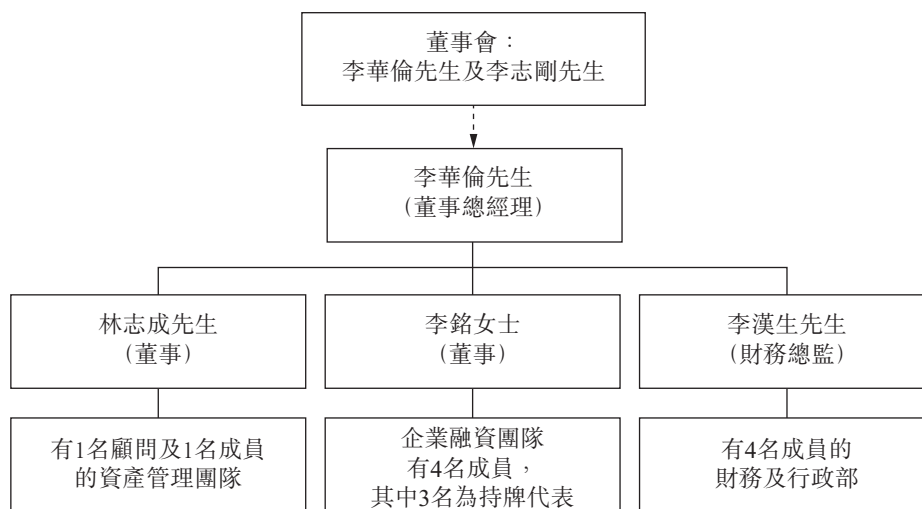 董事會：
李華倫先生及李志剛先生
李華倫先生
（董事總經理）
林志成先生
（董事）
李銘女士
（董事）
李漢生先生
（財務總監）
有1名顧問及1名成員
的資產管理團隊
企業融資團隊
有4名成員，
其中3名為持牌代表
有4名成員的
財務及行政部